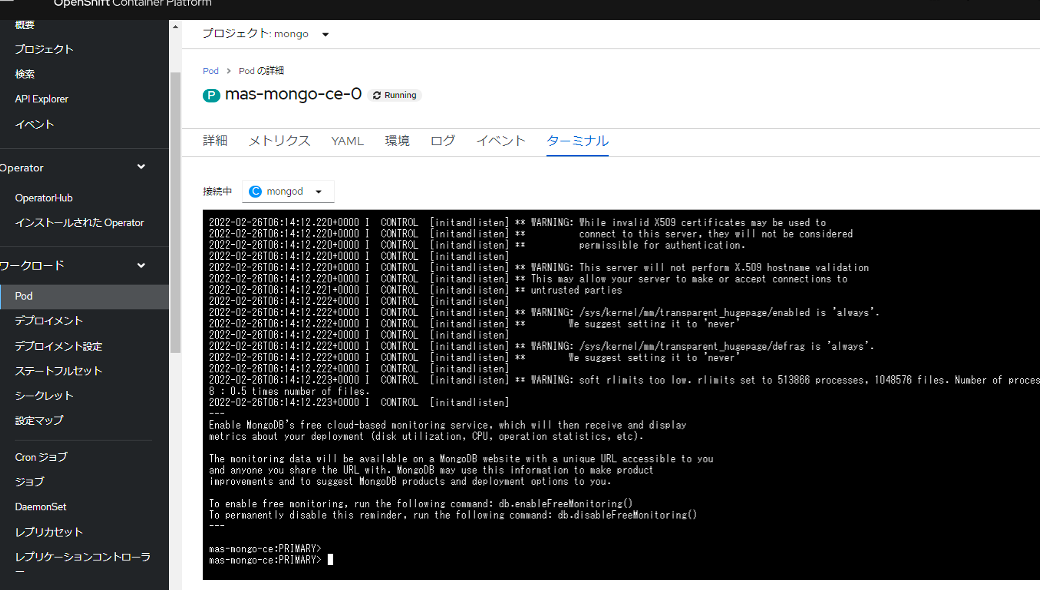 OpenShift Container Platform
概要
プロジェクト
検索
API Explorer
イベント
Operator
OperatorHub
インストールされた Operator
ワークロード
Pod
デプロイメント
デプロイメント設定
ステートフルセット
シークレット
設定マップ
Cron ジョブ
ジョブ
DaemonSet
レプリカセット
レプリケーションコントローラ
ー
プロジェクト: mongo
Pod > Pod の詳細
P mas-mongo-ce-0 Running
詳細 メトリクス YAML 環境 ログ イベント ターミナル
接続中 C mongod
2022-02-26T06:14:12.220+0000 I CONTROL [initandlisten] ** WARNING: While invalid X509 certificates may be used to
2022-02-26T06:14:12.220+0000 I CONTROL [initandlisten] ** connect to this server, they will not be considered
2022-02-26T06:14:12.220+0000 I CONTROL [initandlisten] ** permissible for authentication.
2022-02-26T06:14:12.220+0000 I CONTROL [initandlisten]
2022-02-26T06:14:12.220+0000 I CONTROL [initandlisten] ** WARNING: This server will not perform X.509 hostname validation
2022-02-26T06:14:12.220+0000 I CONTROL [initandlisten] ** This may allow your server to make or accept connections to
2022-02-26T06:14:12.221+0000 I CONTROL [initandlisten] ** untrusted parties
2022-02-26T06:14:12.222+0000 I CONTROL [initandlisten]
2022-02-26T06:14:12.222+0000 I CONTROL [initandlisten] ** WARNING: /sys/kernel/mm/transparent_hugepage/enabled is 'always'.
2022-02-26T06:14:12.222+0000 I CONTROL [initandlisten] ** We suggest setting it to 'never'
2022-02-26T06:14:12.222+0000 I CONTROL [initandlisten]
2022-02-26T06:14:12.222+0000 I CONTROL [initandlisten] ** WARNING: /sys/kernel/mm/transparent_hugepage/defrag is 'always'.
2022-02-26T06:14:12.222+0000 I CONTROL [initandlisten] ** We suggest setting it to 'never'
2022-02-26T06:14:12.222+0000 I CONTROL [initandlisten]
2022-02-26T06:14:12.223+0000 I CONTROL [initandlisten] ** WARNING: soft rlimits too low. rlimits set to 513866 processes, 1048576 files. Number of proces
8 : 0.5 times number of files.
2022-02-26T06:14:12.223+0000 I CONTROL [initandlisten]
---
Enable MongoDB's free cloud-based monitoring service, which will then receive and display
metrics about your deployment (disk utilization, CPU, operation statistics, etc).
The monitoring data will be available on a MongoDB website with a unique URL accessible to you
and anyone you share the URL with. MongoDB may use this information to make product
improvements and to suggest MongoDB products and deployment options to you.
To enable free monitoring, run the following command: db.enableFreeMonitoring()
To permanently disable this reminder, run the following command: db.disableFreeMonitoring()
---
mas-mongo-ce:PRIMARY>
mas-mongo-ce:PRIMARY>